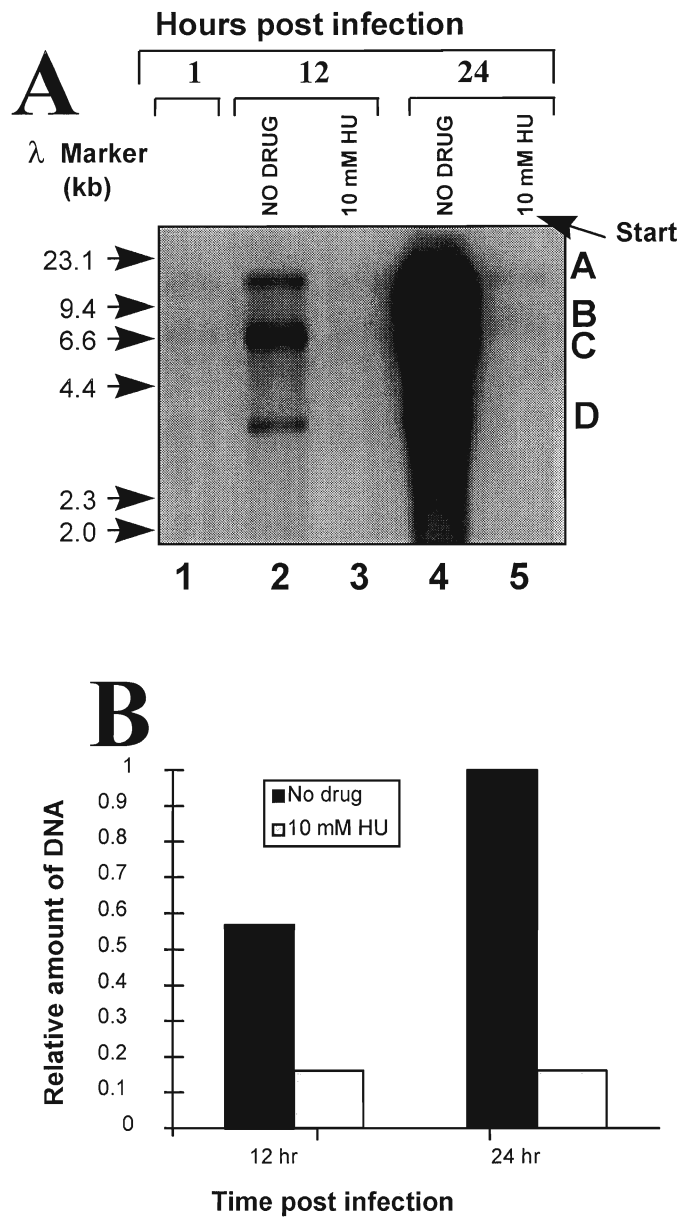 Hours post infection
A
1 12 24
λ Marker
(kb)
NO DRUG
10 mM HU
NO DRUG
10 mM HU
Start
23.1
9.4
6.6
4.4
2.3
2.0
A
B
C
D
1 2 3 4 5
B
Relative amount of DNA
1
0.9
0.8
0.7
0.6
0.5
0.4
0.3
0.2
0.1
0
No drug
10 mM HU
12 hr 24 hr
Time post infection